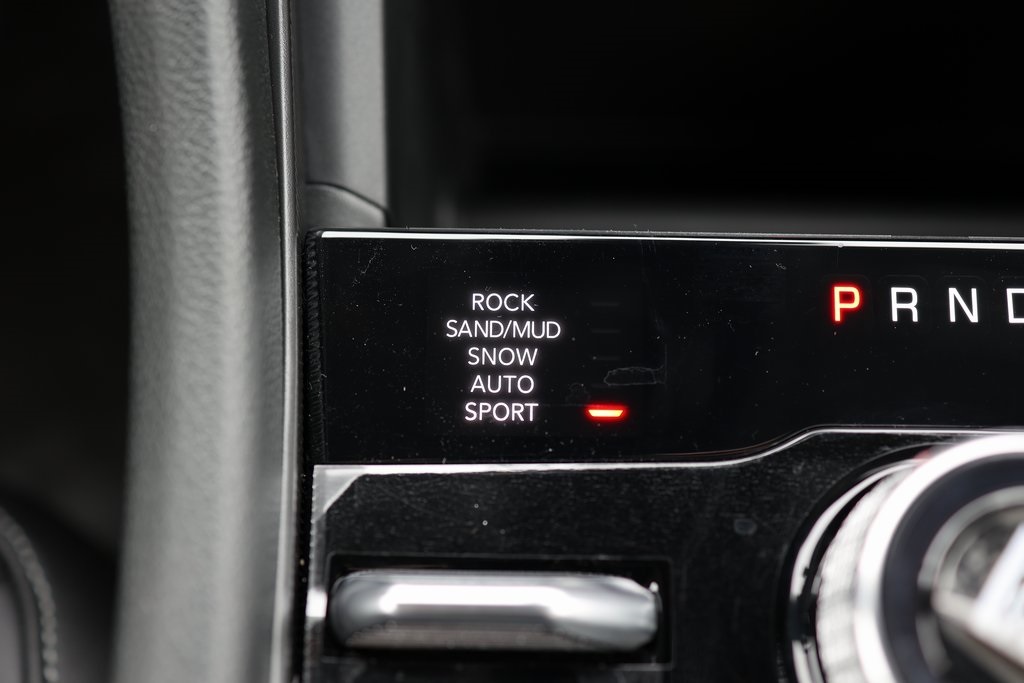 ROCK
SAND/MUD
SNOW
AUTO
SPORT
P R N D